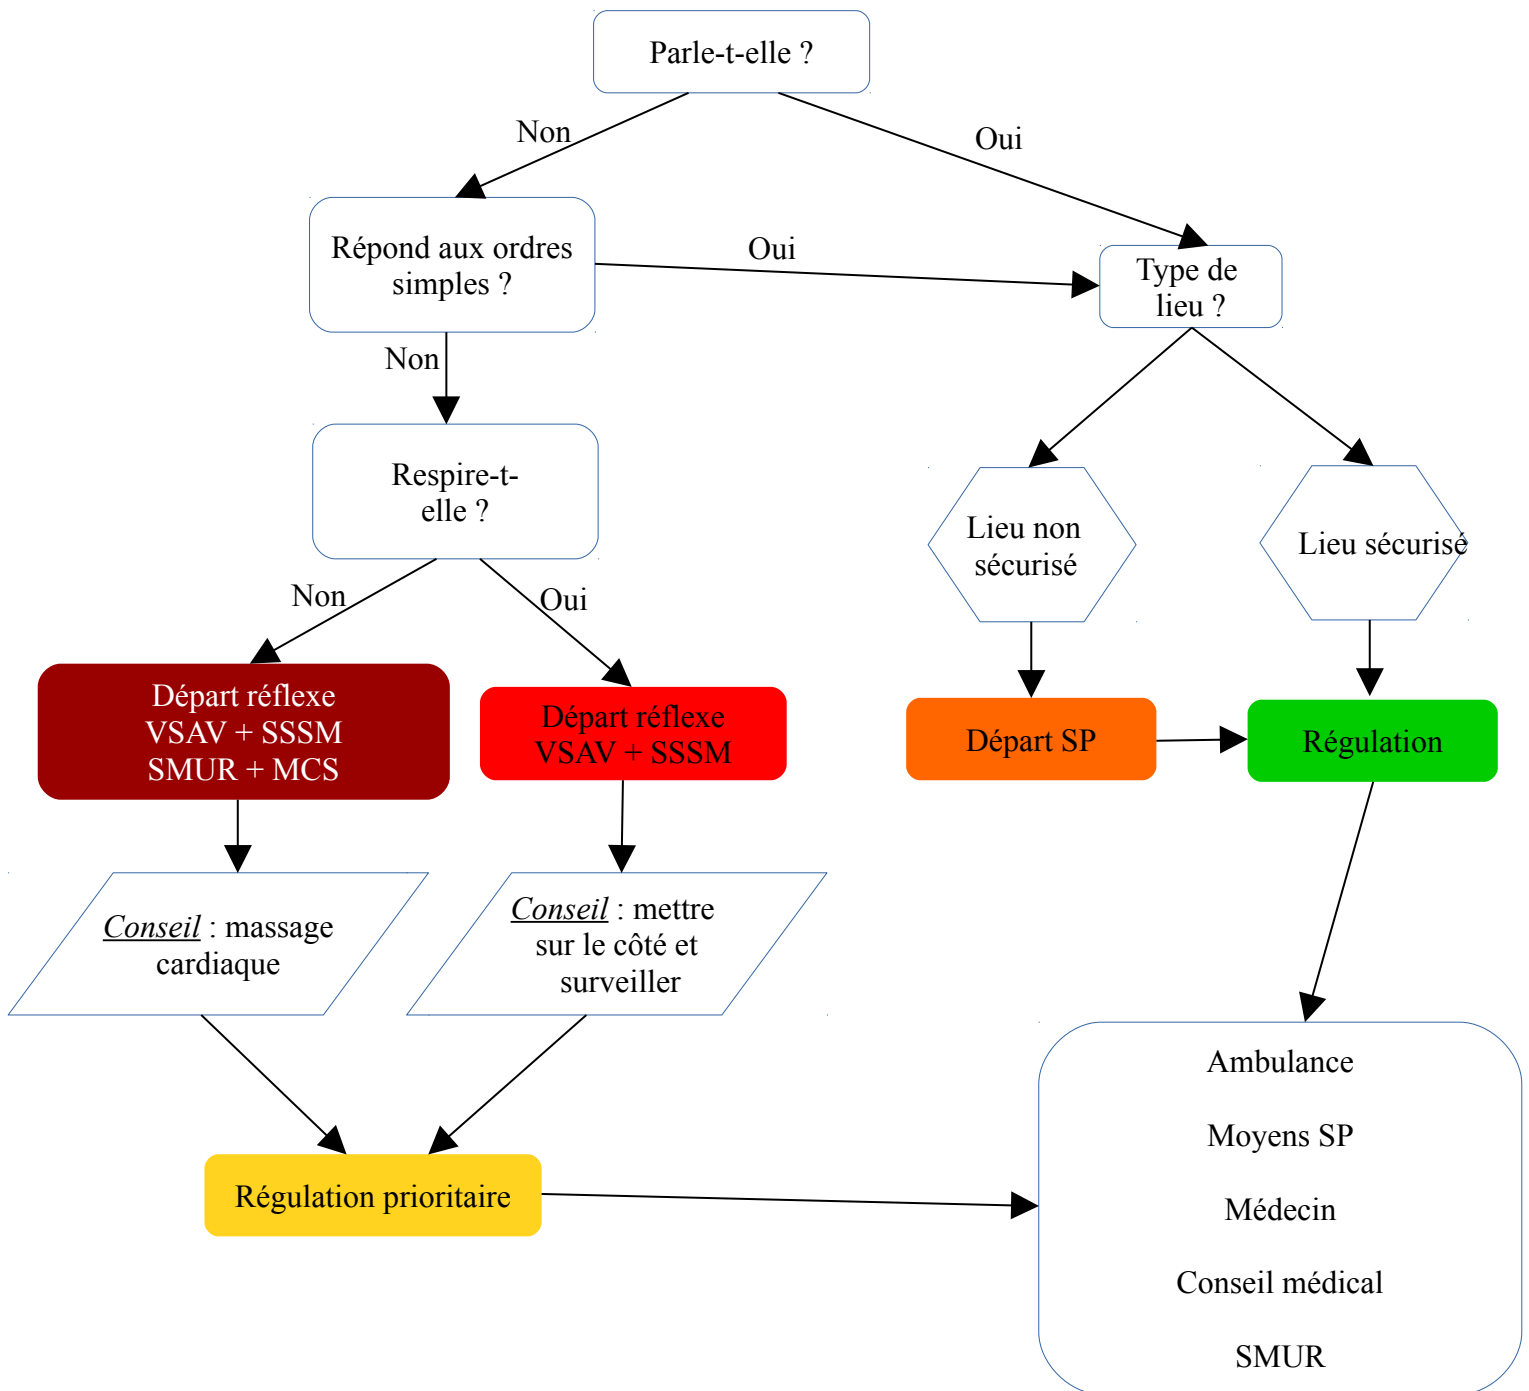 Parle-t-elle ?
Non
Oui
Répond aux ordres
simples ?
Oui
Type de
lieu ?
Non
Respire-t-
elle ?
Lieu non
sécurisé
Lieu sécurisé
Non
Oui
Départ réflexe
VSAV + SSSM
SMUR + MCS
Départ réflexe
VSAV + SSSM
Départ SP
Régulation
Conseil : massage
cardiaque
Conseil : mettre
sur le côté et
surveiller
Régulation prioritaire
Ambulance
Moyens SP
Médecin
Conseil médical
SMUR